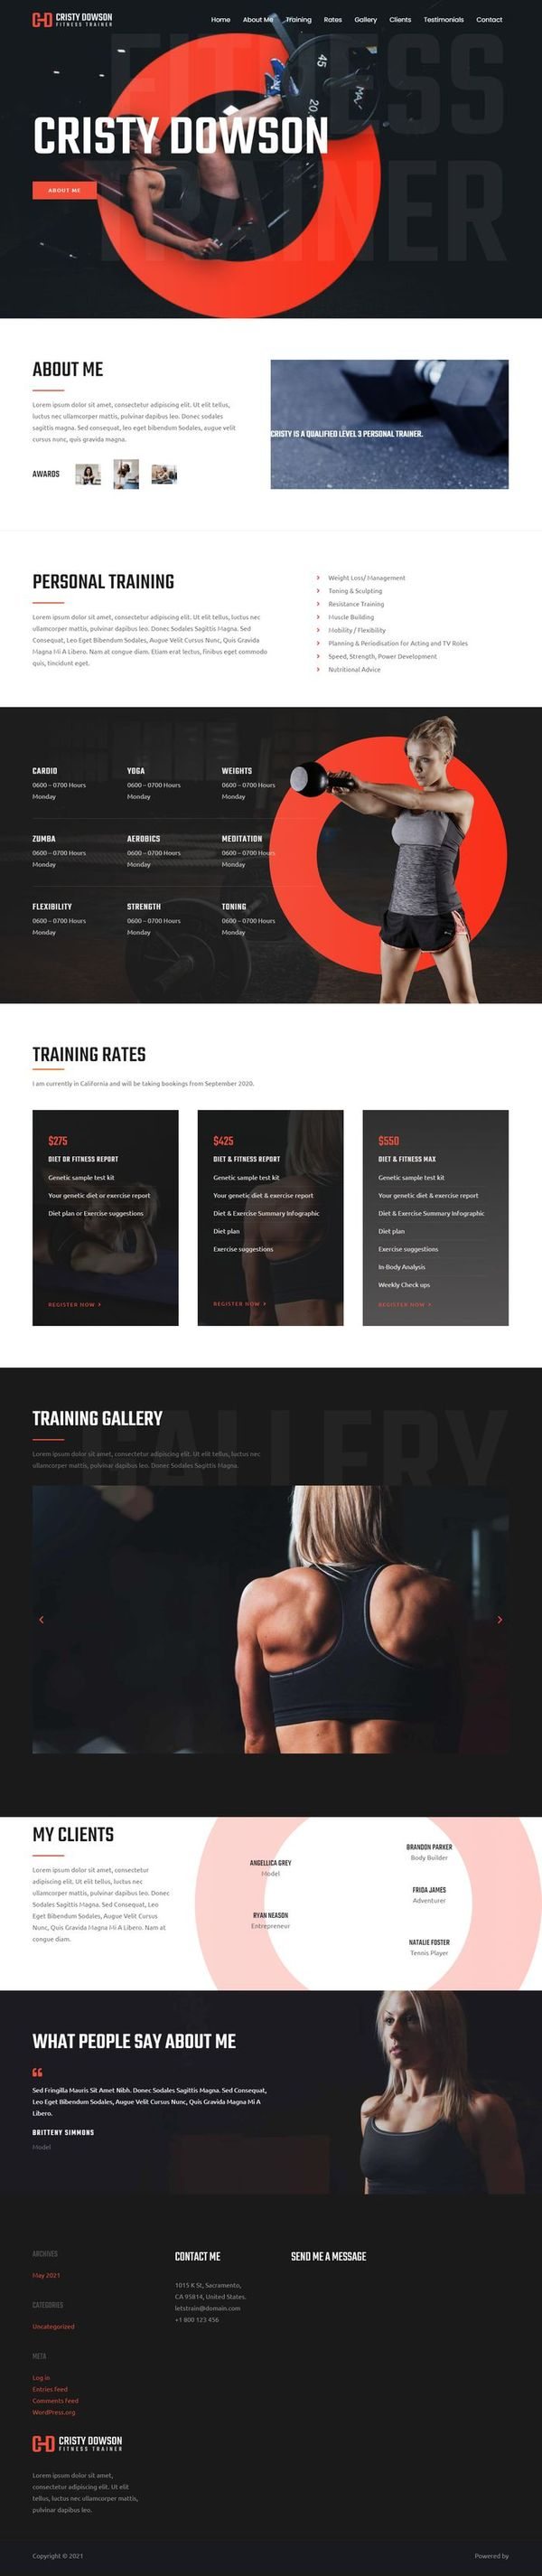 CRISTY DOWSON
FITNESS TRAINER
Home About Me Training Rates Gallery Clients Testimonials Contact
FITNESS
TRAINER
45
20
CRISTY DOWSON
ABOUT ME
ABOUT ME
Lorem ipsum dolor sit amet, consectetur adipiscing elit. Ut elit tellus,
luctus nec ullamcorper mattis, pulvinar dapibus leo. Donec sodales
sagittis magna. Sed consequat, leo eget bibendum Sodales, augue velit
cursus nunc, quis gravida magna.
AWARDS
CRISTY IS A QUALIFIED LEVEL 3 PERSONAL TRAINER.
PERSONAL TRAINING
Lorem ipsum dolor sit amet, consectetur adipiscing elit. Ut elit tellus, luctus nec
ullamcorper mattis, pulvinar dapibus leo. Donec Sodales Sagittis Magna. Sed
Consequat, Leo Eget Bibendum Sodales, Augue Velit Cursus Nunc, Quis Gravida
Magna Mi A Libero. Nam at congue diam. Etiam erat lectus, finibus eget commodo
quis, tincidunt eget.
Weight Loss/ Management
Toning & Sculpting
Resistance Training
Muscle Building
Mobility / Flexibility
Planning & Periodisation for Acting and TV Roles
Speed, Strength, Power Development
Nutritional Advice
CARDIO YOGA WEIGHTS
0600 – 0700 Hours 0600 – 0700 Hours 0600 – 0700 Hours
Monday Monday Monday
ZUMBA AEROBICS MEDITATION
0600 – 0700 Hours 0600 – 0700 Hours 0600 – 0700 Hours
Monday Monday Monday
FLEXIBILITY STRENGTH TONING
0600 – 0700 Hours 0600 – 0700 Hours 0600 – 0700 Hours
Monday Monday Monday
TRAINING RATES
I am currently in California and will be taking bookings from September 2020.
$275
DIET OR FITNESS REPORT
Genetic sample test kit
Your genetic diet or exercise report
Diet plan or Exercise suggestions
REGISTER NOW
$425
DIET & FITNESS REPORT
Genetic sample test kit
Your genetic diet & exercise report
Diet & Exercise Summary Infographic
Diet plan
Exercise suggestions
REGISTER NOW
$550
DIET & FITNESS MAX
Genetic sample test kit
Your genetic diet & exercise report
Diet & Exercise Summary Infographic
Diet plan
Exercise suggestions
In-Body Analysis
Weekly Check ups
REGISTER NOW
GALLERY
TRAINING GALLERY
Lorem ipsum dolor sit amet, consectetur adipiscing elit. Ut elit tellus, luctus nec
ullamcorper mattis, pulvinar dapibus leo. Donec Sodales Sagittis Magna.
MY CLIENTS
Lorem ipsum dolor sit amet, consectetur
adipiscing elit. Ut elit tellus, luctus nec
ullamcorper mattis, pulvinar dapibus leo. Donec
Sodales Sagittis Magna. Sed Consequat, Leo
Eget Bibendum Sodales, Augue Velit Cursus
Nunc, Quis Gravida Magna Mi A Libero. Nam at
congue diam.
ANGELLICA GREY
Model
RYAN NEASON
Entrepreneur
BRANDON PARKER
Body Builder
FRIDA JAMES
Adventurer
NATALIE FOSTER
Tennis Player
WHAT PEOPLE SAY ABOUT ME
Sed Fringilla Mauris Sit Amet Nibh. Donec Sodales Sagittis Magna. Sed Consequat,
Leo Eget Bibendum Sodales, Augue Velit Cursus Nunc, Quis Gravida Magna Mi A
Libero.
BRITTENY SIMMONS
Model
ARCHIVES
May 2021
CATEGORIES
Uncategorized
META
Log in
Entries feed
Comments feed
WordPress.org
CRISTY DOWSON
FITNESS TRAINER
Lorem ipsum dolor sit amet,
consectetur adipiscing elit. Ut elit
tellus, luctus nec ullamcorper mattis,
pulvinar dapibus leo.
CONTACT ME
1015 K St, Sacramento,
CA 95814, United States.
letstrain@domain.com
+1 800 123 456
SEND ME A MESSAGE
Copyright © 2021
Powered by